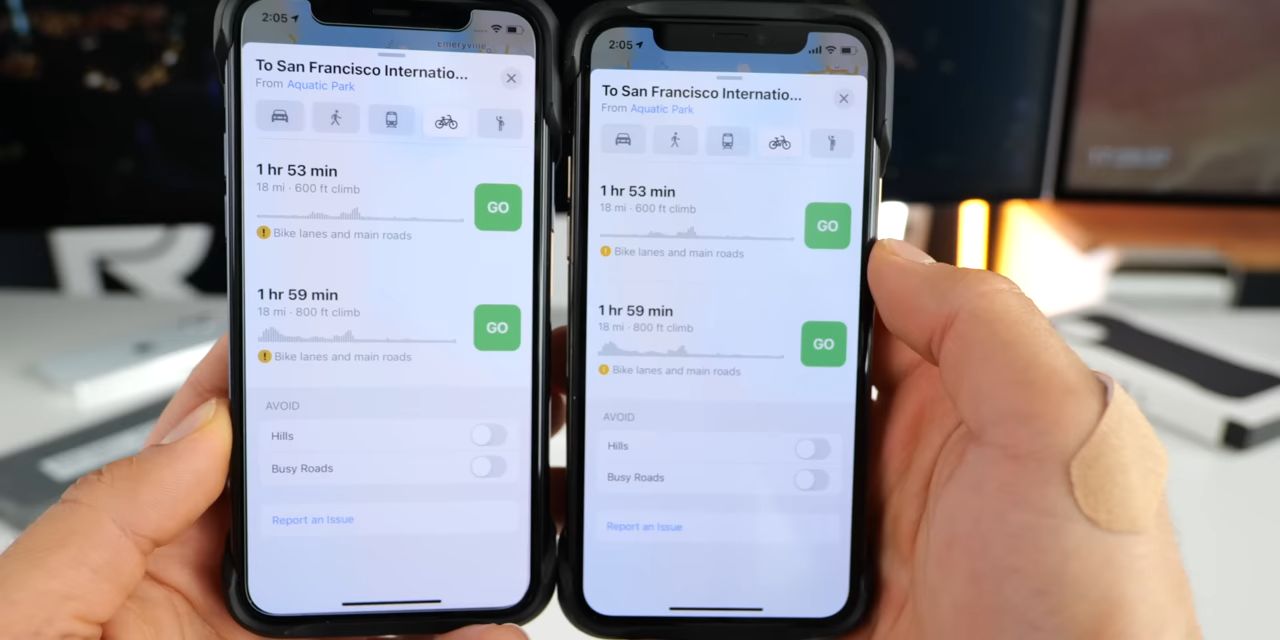 2:05
Emeryville
To San Francisco Internatio...
From Aquatic Park
1 hr 53 min
18 mi · 600 ft climb
GO
! Bike lanes and main roads
1 hr 59 min
18 mi · 800 ft climb
GO
! Bike lanes and main roads
AVOID
Hills
Busy Roads
Report an Issue
2:05
To San Francisco Internatio...
From Aquatic Park
1 hr 53 min
18 mi · 600 ft climb
GO
! Bike lanes and main roads
1 hr 59 min
18 mi · 800 ft climb
GO
! Bike lanes and main roads
AVOID
Hills
Busy Roads
Report an Issue
R